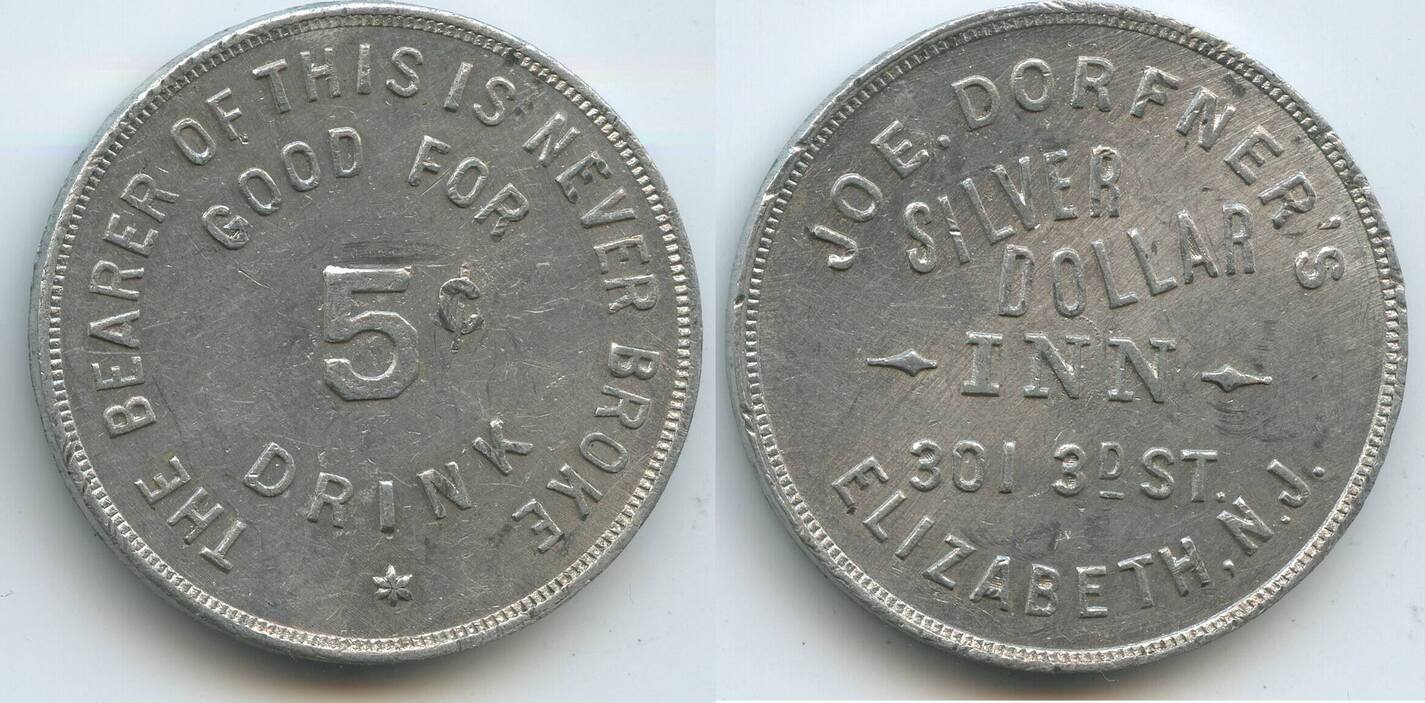 THE BEARER OF THIS IS NEVER BROKE
GOOD FOR
5¢
DRINK
JOE. DORFNER'S
SILVER
DOLLAR
INN
301 3D ST.
ELIZABETH, N.J.